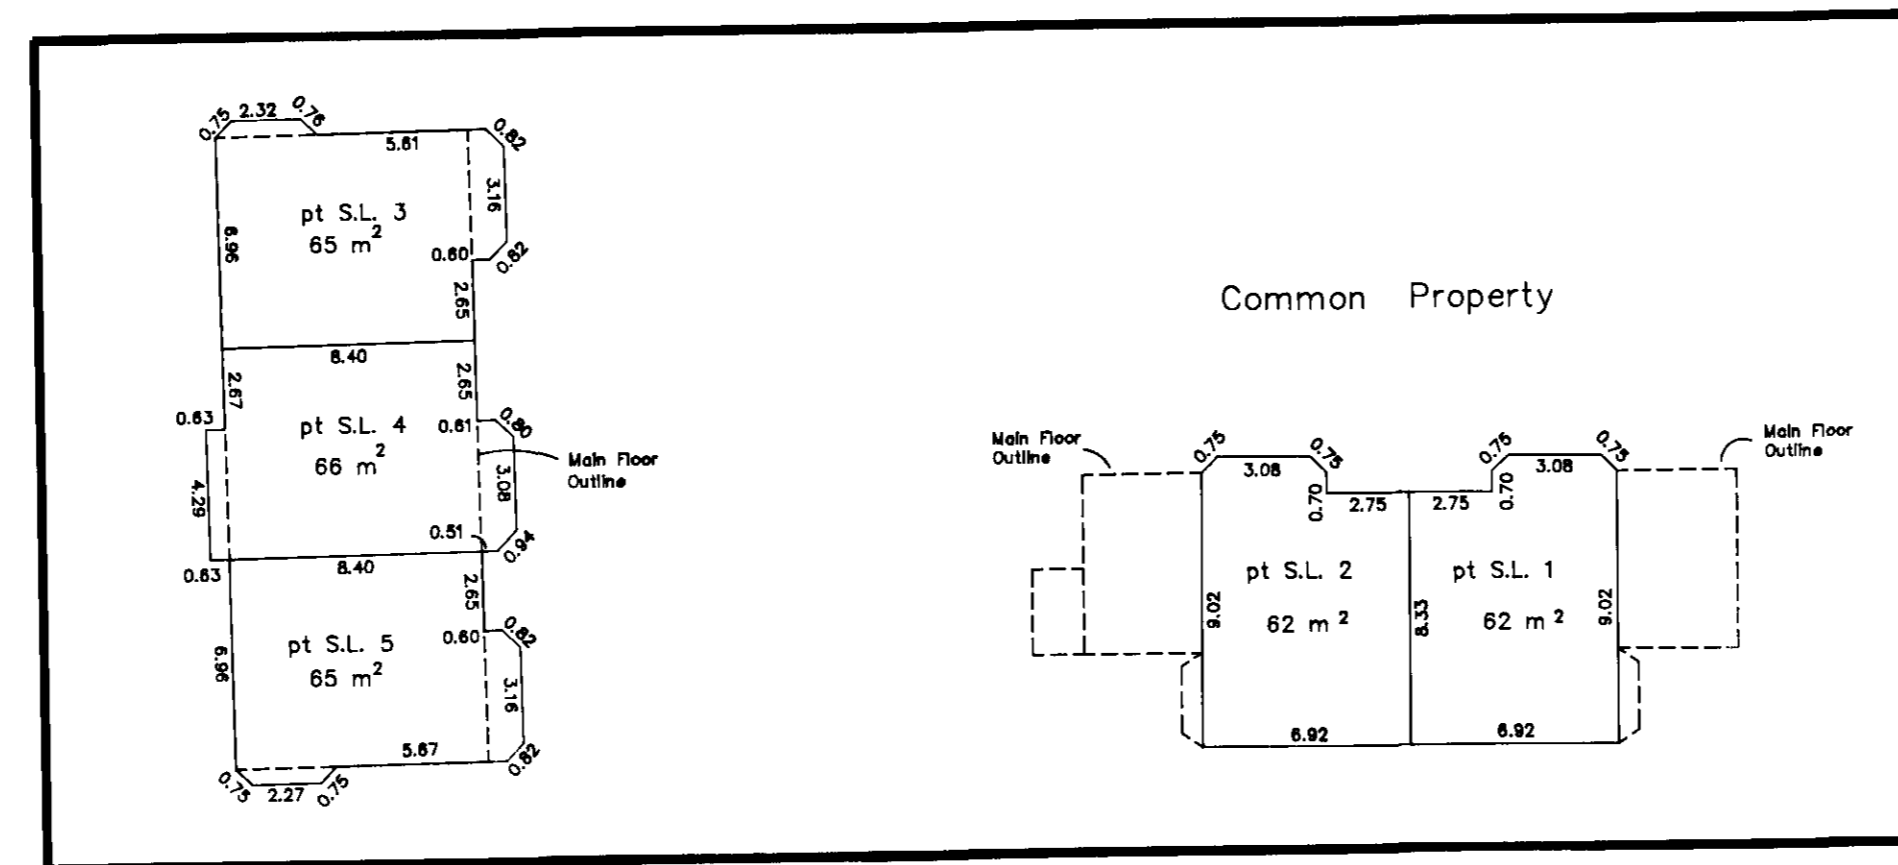 0.75
2.32
0.76
5.61
0.82
3.16
pt S.L. 3
65 m²
6.96
0.60
0.82
2.65
8.40
2.67
2.65
0.63
pt S.L. 4
66 m²
0.61
0.80
Main Floor
Outline
4.29
3.08
0.51
0.94
0.63
8.40
2.65
0.60
0.82
pt S.L. 5
65 m²
6.96
3.16
5.67
0.82
0.75
2.27
0.75
Common Property
Main Floor
Outline
0.75
3.08
0.75
0.70
2.75
2.75
0.70
0.75
3.08
0.75
Main Floor
Outline
pt S.L. 2
62 m²
9.02
8.33
pt S.L. 1
62 m²
9.02
6.92
6.92